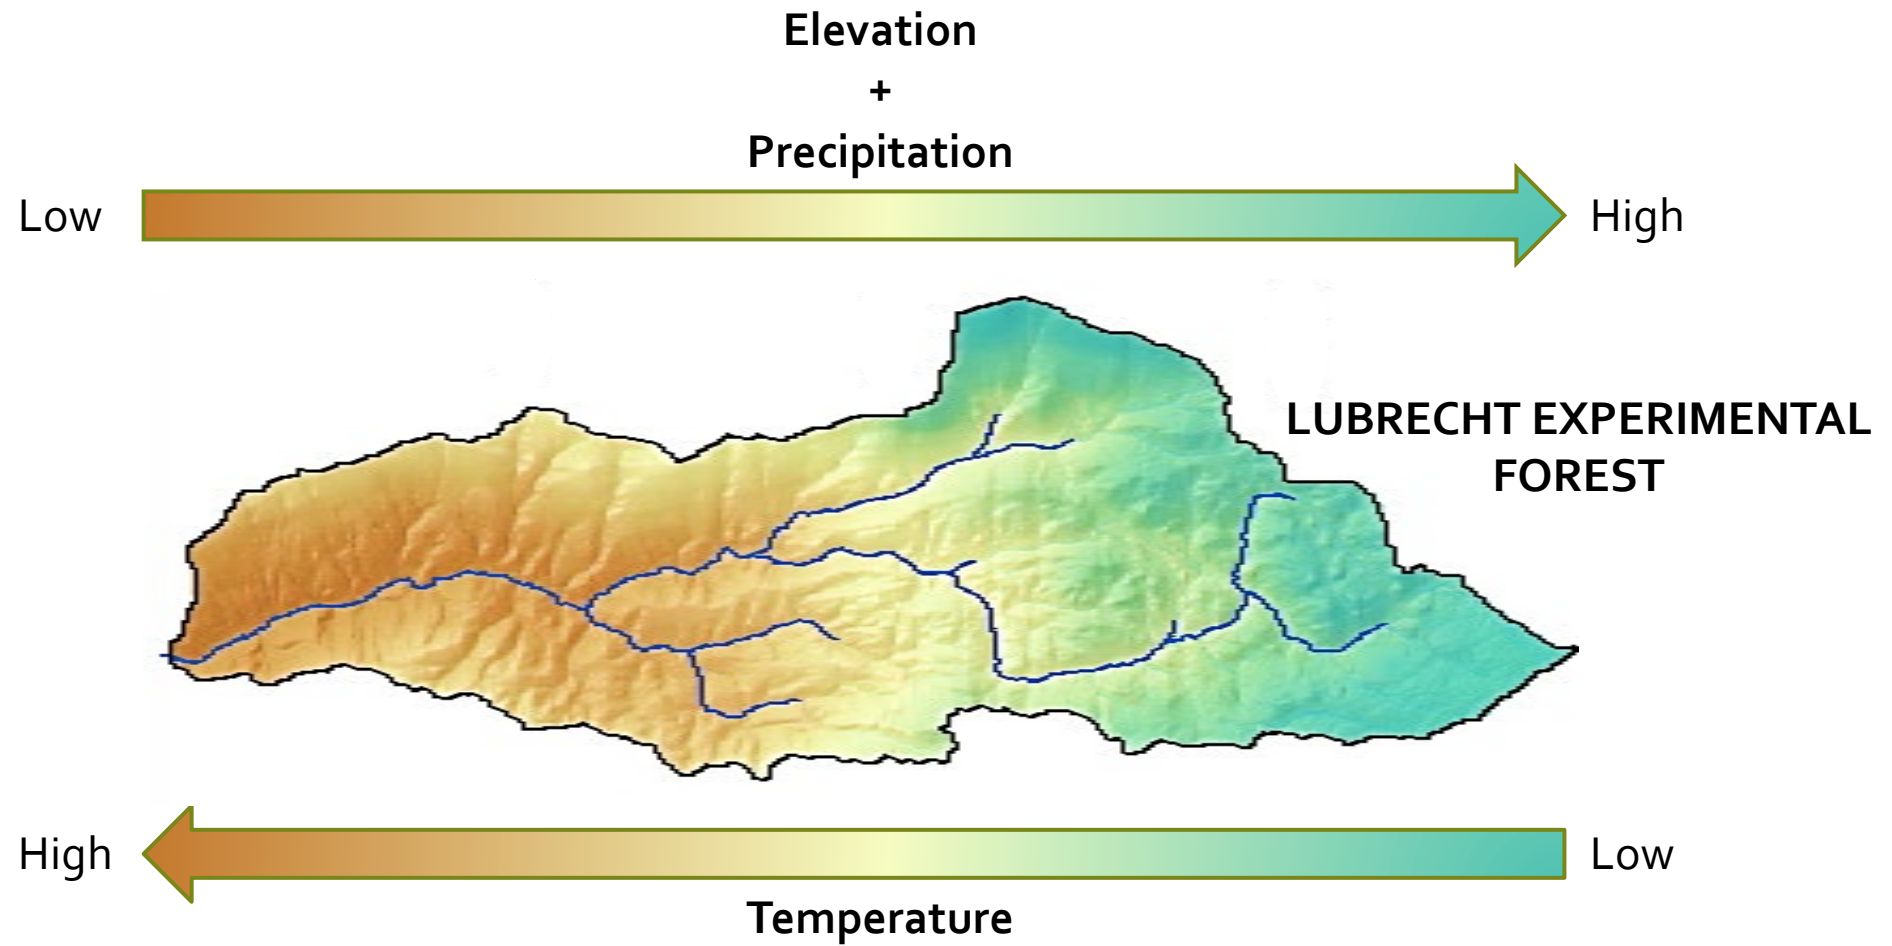 Elevation
+
Precipitation
Low
High
LUBRECHT EXPERIMENTAL
FOREST
High
Low
Temperature